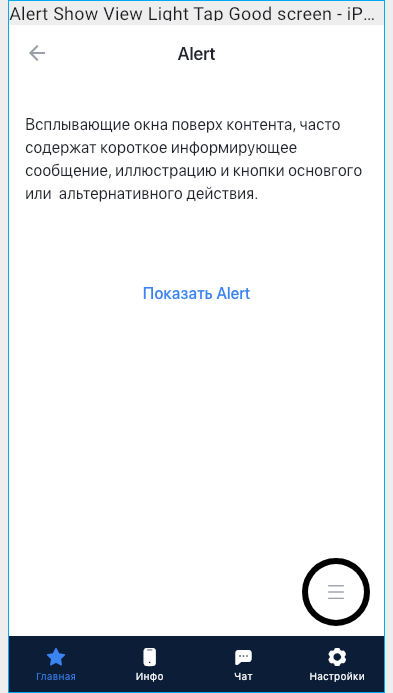 Alert Show View Light Tap Good screen - iP...
Alert
Всплывающие окна поверх контента, часто
содержат короткое информирующее
сообщение, иллюстрацию и кнопки основгого
или  альтернативного действия.
Показать Alert
Главная
Инфо
Чат
Настройки